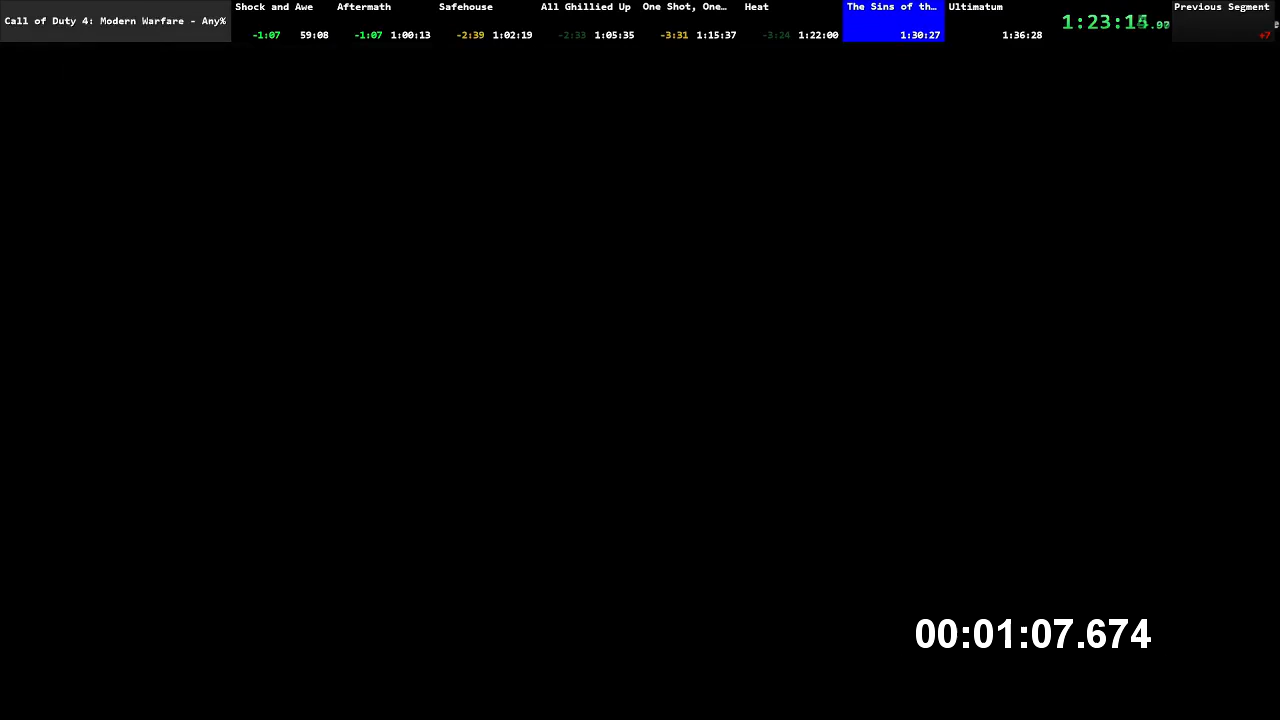 Call of Duty 4: Modern Warfare - Any%
Shock and Awe
-1:07 59:08
Aftermath
-1:07 1:00:13
Safehouse
-2:39 1:02:19
All Ghillied Up
-2:33 1:05:35
One Shot, One…
-3:31 1:15:37
Heat
-3:24 1:22:00
The Sins of th…
1:30:27
Ultimatum
1:36:28
Previous Segment
+7
00:01:07.674